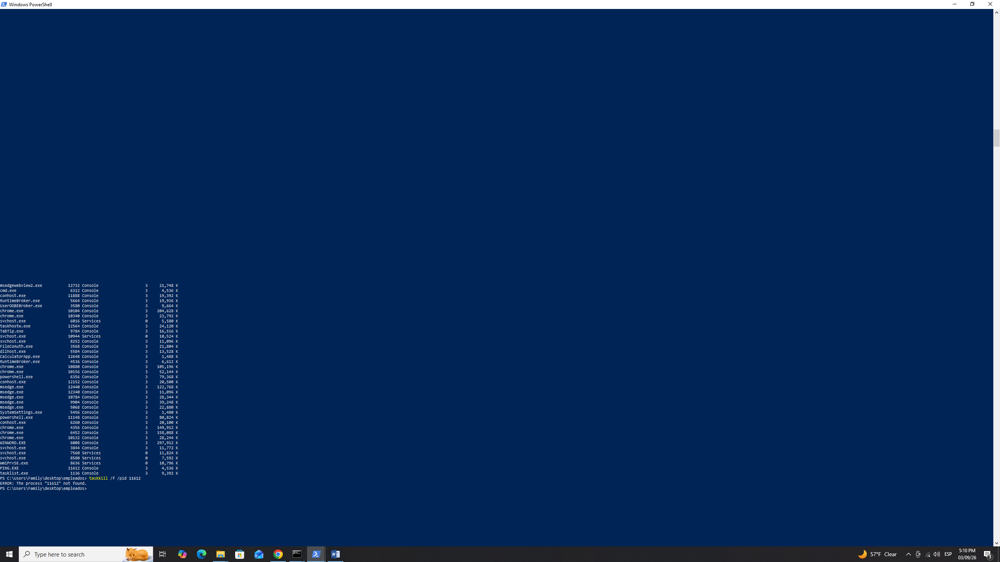 Windows PowerShell
msedgewebview2.exe 12732 Console 3 21,748 K
cmd.exe 6312 Console 3 4,536 K
conhost.exe 11888 Console 3 19,392 K
RuntimeBroker.exe 5664 Console 3 19,936 K
UserOOBEBroker.exe 3580 Console 3 9,664 K
chrome.exe 10104 Console 3 204,628 K
chrome.exe 10340 Console 3 23,792 K
svchost.exe 6016 Services 0 5,580 K
taskhostw.exe 12564 Console 3 24,120 K
TabTip.exe 9784 Console 3 16,516 K
svchost.exe 10944 Services 0 10,524 K
svchost.exe 8252 Console 3 11,096 K
FileCoAuth.exe 3568 Console 3 21,804 K
dllhost.exe 5584 Console 3 13,528 K
CalculatorApp.exe 12648 Console 3 1,488 K
RuntimeBroker.exe 4536 Console 3 6,612 K
chrome.exe 10880 Console 3 105,196 K
chrome.exe 10156 Console 3 52,144 K
powershell.exe 6356 Console 3 79,368 K
conhost.exe 12152 Console 3 20,500 K
msedge.exe 12440 Console 3 122,768 K
msedge.exe 12340 Console 3 11,096 K
msedge.exe 10784 Console 3 28,344 K
msedge.exe 9904 Console 3 39,248 K
msedge.exe 5068 Console 3 22,880 K
SystemSettings.exe 5456 Console 3 1,480 K
powershell.exe 11148 Console 3 80,824 K
conhost.exe 6260 Console 3 20,100 K
chrome.exe 4356 Console 3 149,912 K
chrome.exe 6452 Console 3 158,088 K
chrome.exe 10132 Console 3 28,244 K
WINWORD.EXE 6008 Console 3 297,912 K
svchost.exe 3844 Console 3 11,772 K
svchost.exe 7560 Services 0 11,824 K
svchost.exe 8580 Services 0 7,592 K
WmiPrvSE.exe 8636 Services 0 10,796 K
PING.EXE 11612 Console 3 4,536 K
tasklist.exe 1136 Console 3 9,392 K
PS C:\Users\Family\desktop\empleados> taskkill /f /pid 11612
ERROR: The process "11612" not found.
PS C:\Users\Family\desktop\empleados>
Type here to search
57°F Clear
ESP
5:10 PM
03/09/26
3